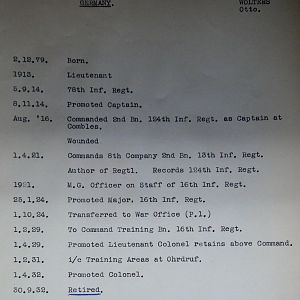 GERMANY.
WOLTERS
Otto.
2.12.79. Born.
1913. Lieutenant
5.9.14. 78th Inf. Regt.
8.11.14. Promoted Captain.
Aug. '16. Commanded 2nd Bn. 124th Inf. Regt. as Captain at
Combles.
Wounded
1.4.21. Commands 8th Company 2nd Bn. 13th Inf. Regt.
Author of Regtl. Records 124th Inf. Regt.
1921. M.G. Officer on Staff of 16th Inf. Regt.
25.1.24. Promoted Major. 16th Inf. Regt.
1.10.24. Transferred to War Office (P.1.)
1.2.29. To Command Training Bn. 16th Inf. Regt.
1.4.29. Promoted Lieutenant Colonel retains above Command.
1.2.31. i/c Training Areas at Ohrdruf.
1.4.32. Promoted Colonel.
30.9.32. Retired.